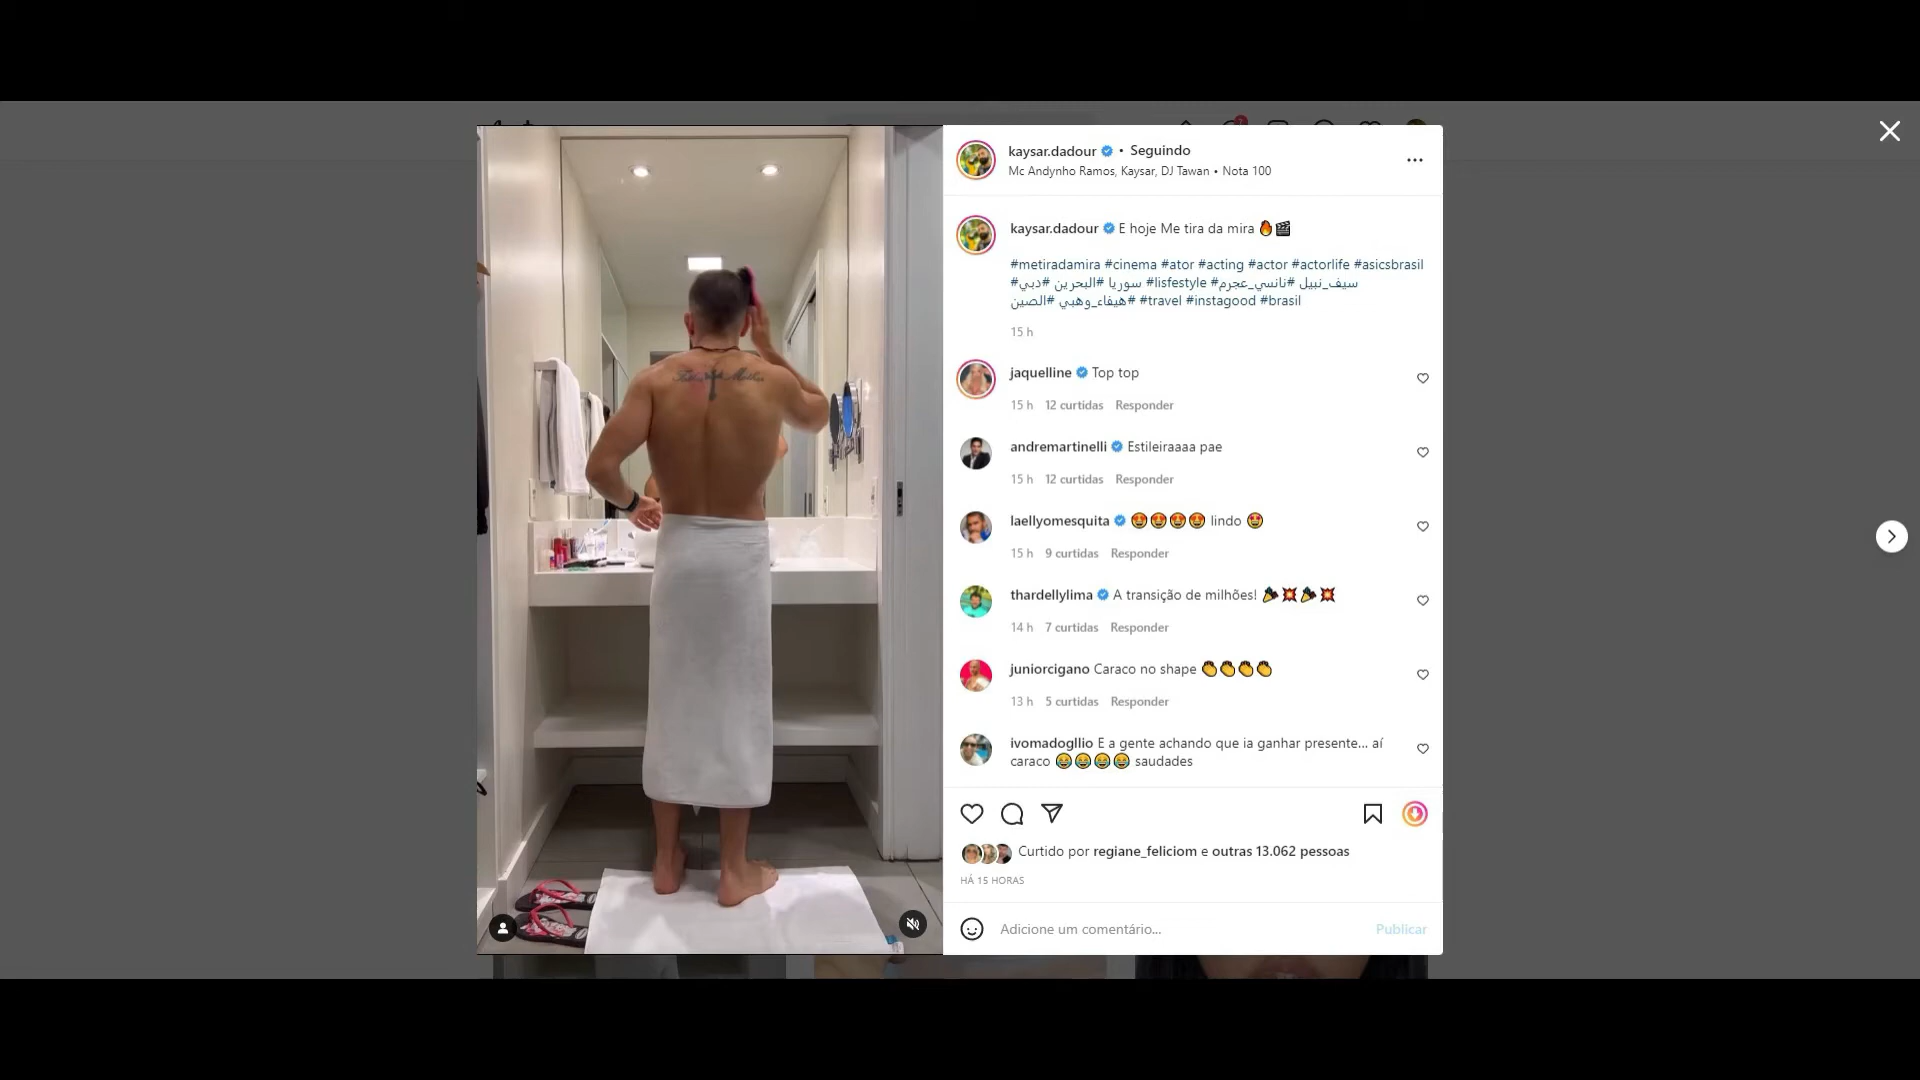 kaysar.dadour • Seguindo
Mc Andynho Ramos, Kaysar, DJ Tawan • Nota 100
kaysar.dadour E hoje Me tira da mira 🔥🎬
#metiradamira #cinema #ator #acting #actor #actorlife #asicsbrasil
#سيف_نبيل #نانسي_عجرم #lisfestyle #سوريا #البحرين #دبي
#هيفاء_وهبي #الصين #travel #instagood #brasil
15 h
jaquelline Top top
15 h 12 curtidas Responder
andremartinelli Estileiraaaa pae
15 h 12 curtidas Responder
laellyomesquita 😍😍😍😍 lindo 🤩
15 h 9 curtidas Responder
thardellylima A transição de milhões! 🎉💥🎉💥
14 h 7 curtidas Responder
juniorcigano Caraco no shape 👏👏👏👏
13 h 5 curtidas Responder
ivomadogllio E a gente achando que ia ganhar presente... aí
caraco 😂😂😂😂 saudades
Curtido por regiane_feliciom e outras 13.062 pessoas
HÁ 15 HORAS
Adicione um comentário...
Publicar